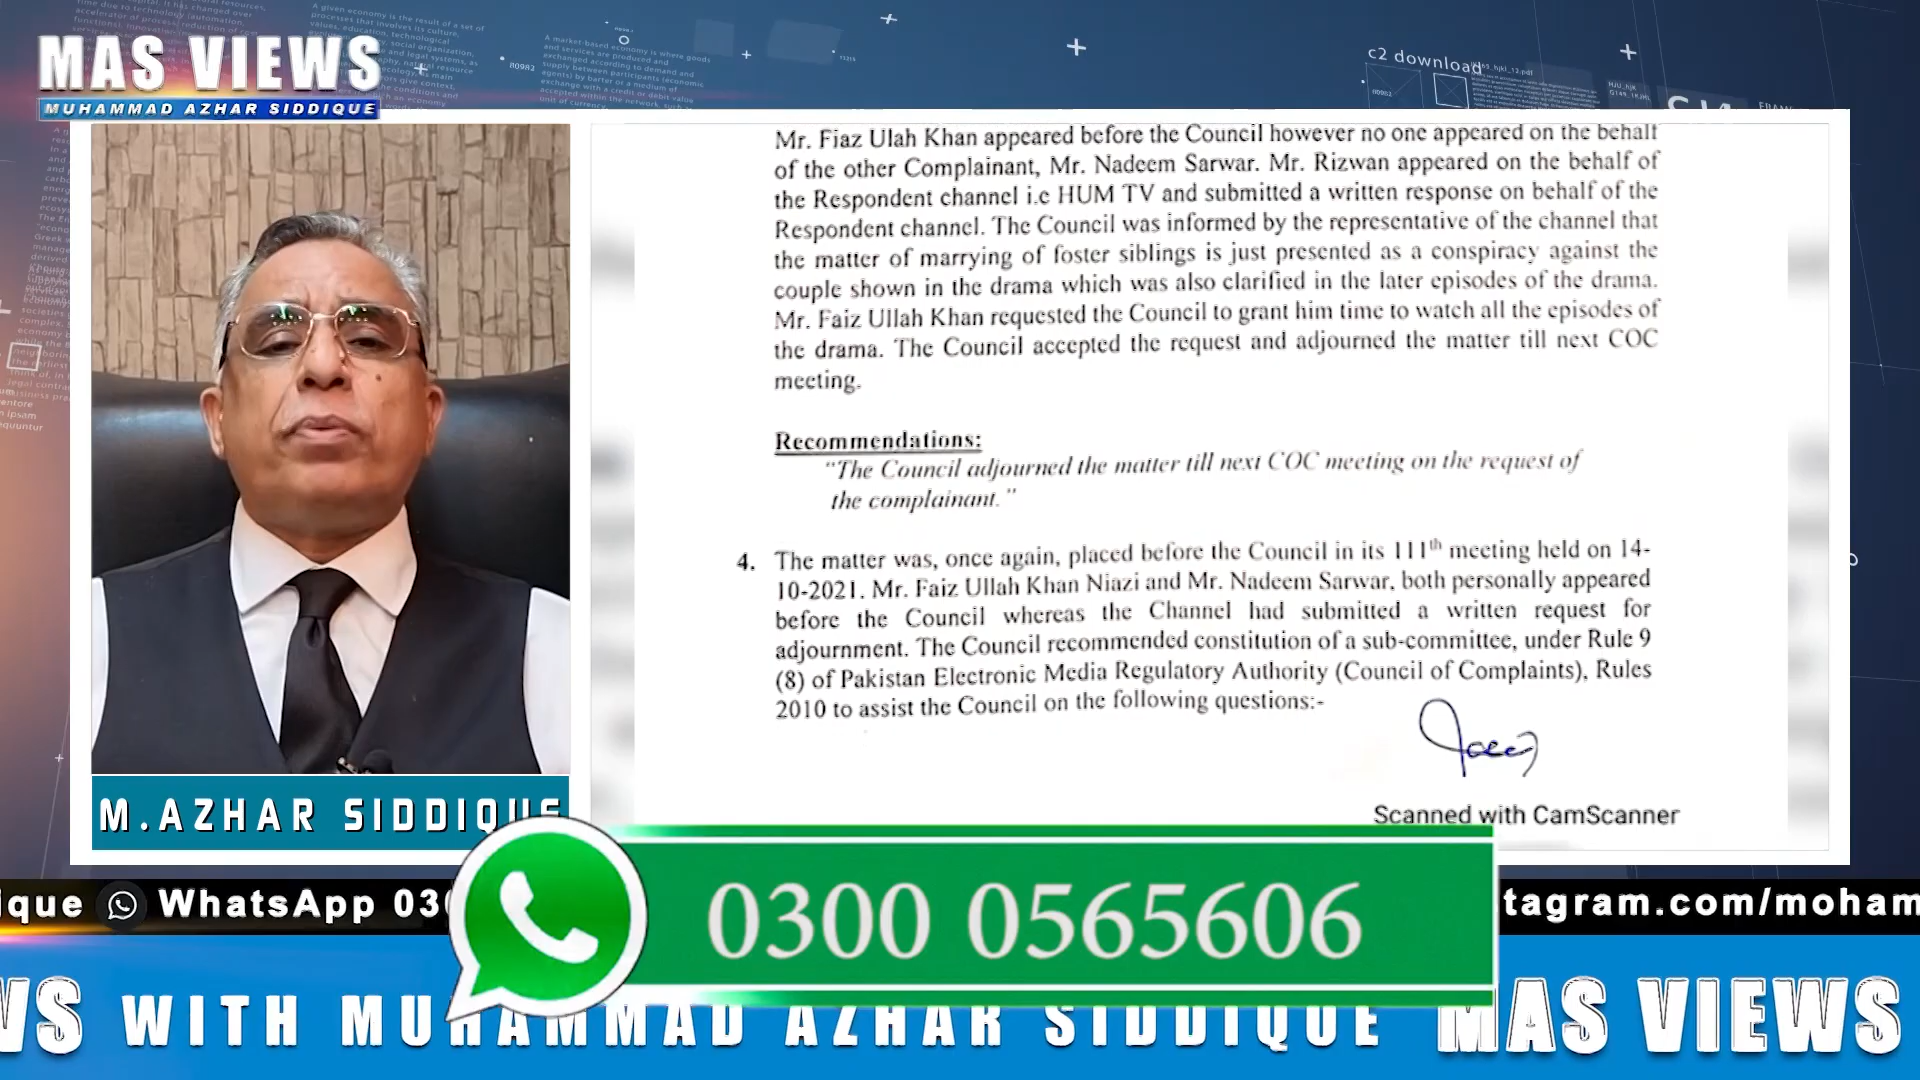 MAS VIEWS
MUHAMMAD AZHAR SIDDIQUE
c2 download
Mr. Fiaz Ulah Khan appeared before the Council however no one appeared on the behalf
of the other Complainant, Mr. Nadeem Sarwar. Mr. Rizwan appeared on the behalf of
the Respondent channel i.e HUM TV and submitted a written response on behalf of the
Respondent channel. The Council was informed by the representative of the channel that
the matter of marrying of foster siblings is just presented as a conspiracy against the
couple shown in the drama which was also clarified in the later episodes of the drama.
Mr. Faiz Ullah Khan requested the Council to grant him time to watch all the episodes of
the drama. The Council accepted the request and adjourned the matter till next COC
meeting.
Recommendations:
"The Council adjourned the matter till next COC meeting on the request of
the complainant."
4. The matter was, once again, placed before the Council in its 111th meeting held on 14-
10-2021. Mr. Faiz Ullah Khan Niazi and Mr. Nadeem Sarwar, both personally appeared
before the Council whereas the Channel had submitted a written request for
adjournment. The Council recommended constitution of a sub-committee, under Rule 9
(8) of Pakistan Electronic Media Regulatory Authority (Council of Complaints), Rules
2010 to assist the Council on the following questions:-
Scanned with CamScanner
M.AZHAR SIDDIQUE
0300 0565606
ique WhatsApp 030 tagram.com/moham
WS WITH MUHAMMAD AZHAR SIDDIQUE MAS VIEWS